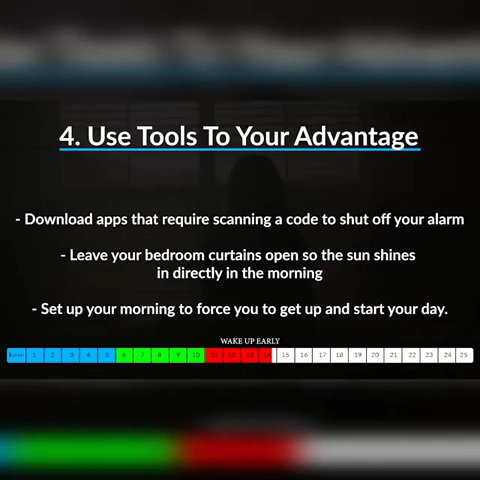 4. Use Tools To Your Advantage
- Download apps that require scanning a code to shut off your alarm
- Leave your bedroom curtains open so the sun shines
in directly in the morning
- Set up your morning to force you to get up and start your day.
WAKE UP EARLY
1 2 3 4 5 6 7 8 9 10 11 12 13 14 15 16 17 18 19 20 21 22 23 24 25